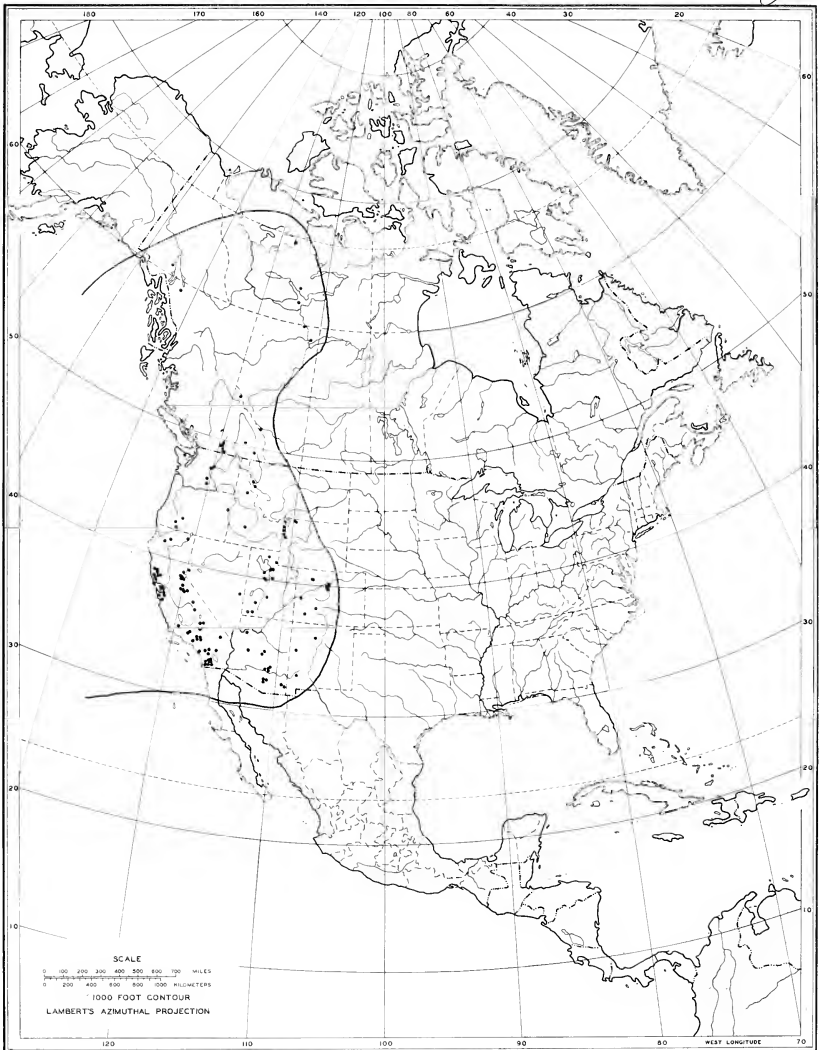 180 170 160 150 140 120 100 80 60 40 30 20
60 60
50 50
40 40
30 30
20 20
10 10
SCALE
0 100 200 300 400 500 600 700 MILES
0 200 400 600 800 1000 KILOMETERS
1000 FOOT CONTOUR
LAMBERT'S AZIMUTHAL PROJECTION
120 110 100 90 80 WEST LONGITUDE 70